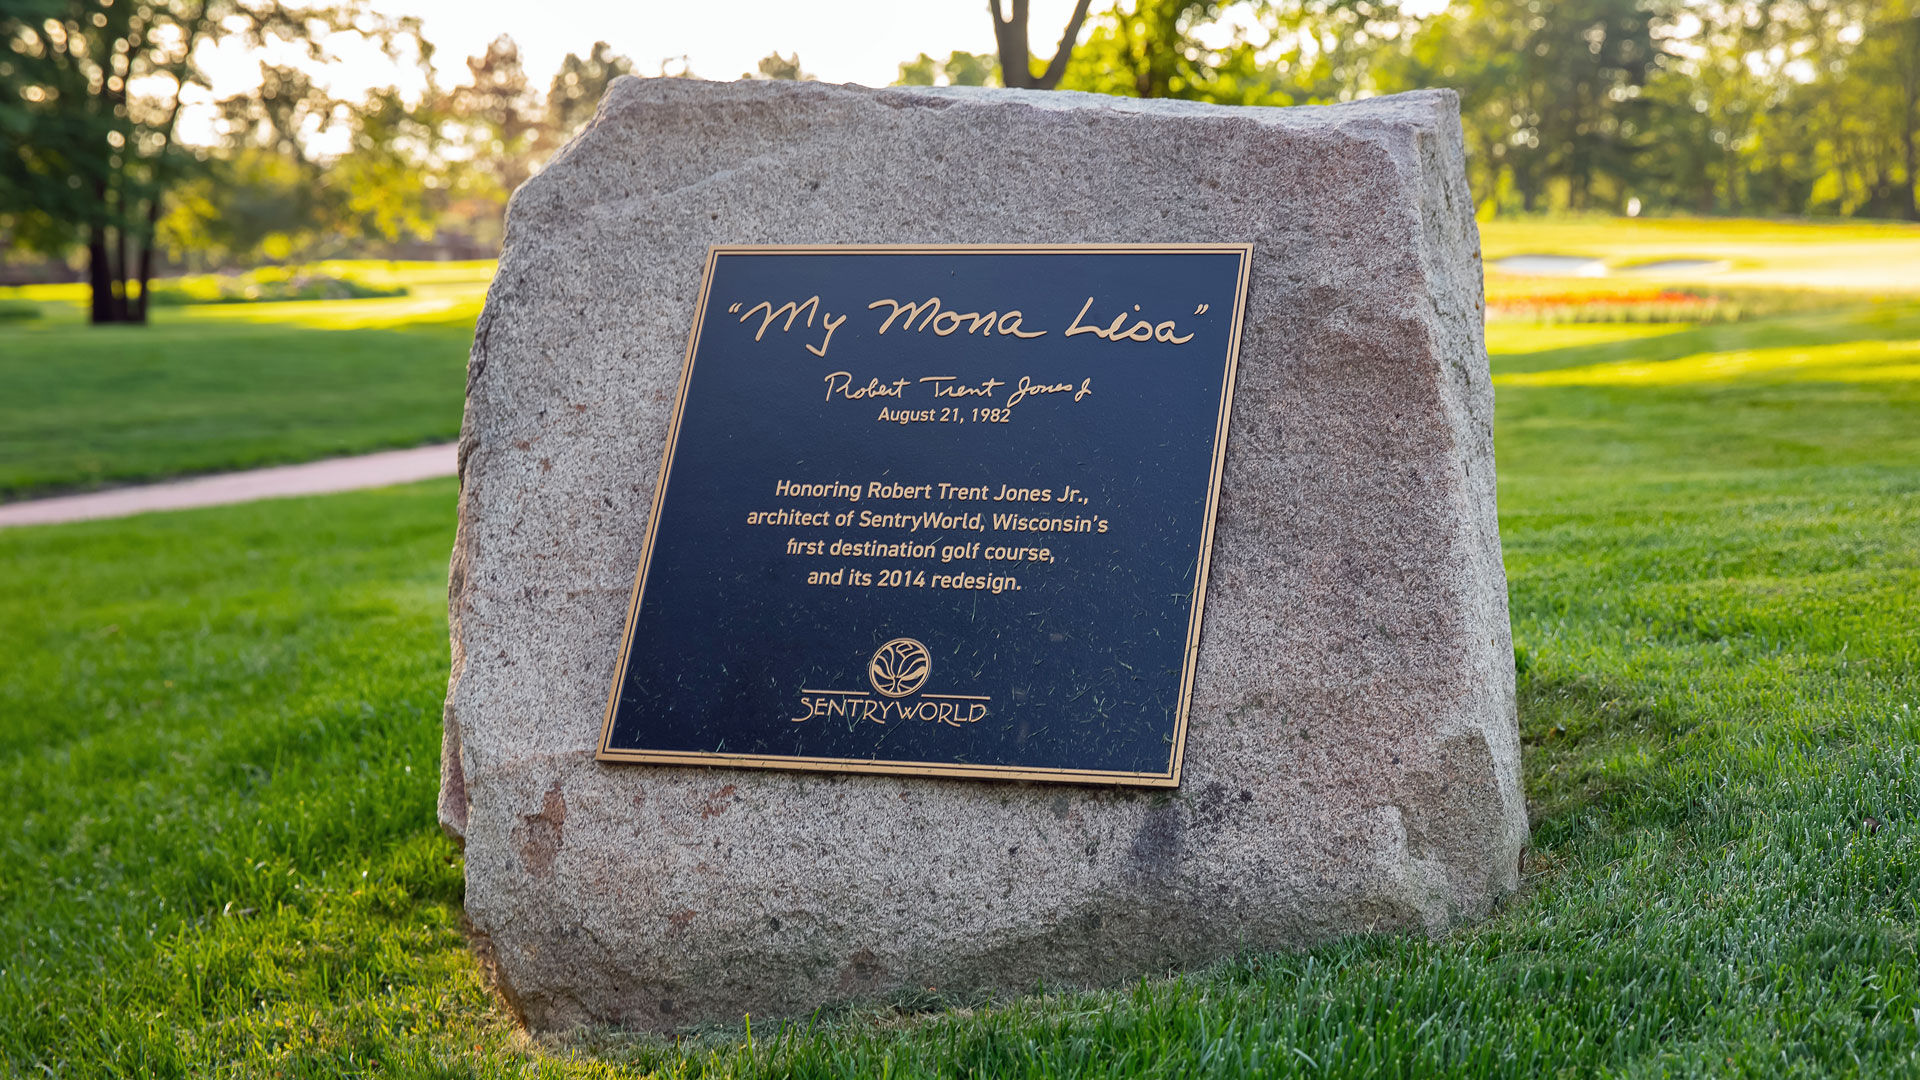 “My Mona Lisa”
Robert Trent Jones Jr
August 21, 1982
Honoring Robert Trent Jones Jr.,
architect of SentryWorld, Wisconsin's
first destination golf course,
and its 2014 redesign.
SENTRYWORLD